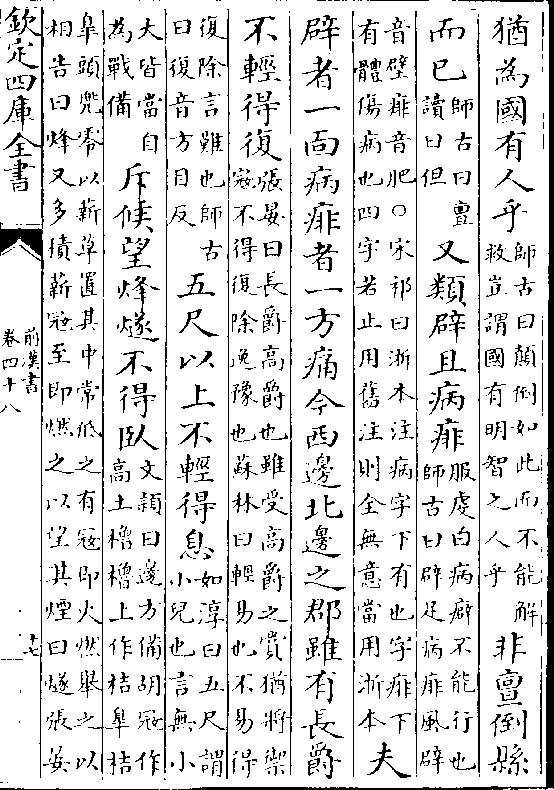 猶為國有人乎師古曰顛倒如此而不能解救豈謂國有明智之人乎非亶倒縣
而已師古曰亶讀曰但又類辟且病痱服虔曰病癖不能行也師古曰辟足病痱風辟
音壁痱音肥○宋祁曰浙本注病字下有也字痱下有體傷病也四字若止用舊注則全無意當用浙本夫
辟者一面病痱者一方痛今西邊北邊之郡雖有長爵
不輕得復張晏曰長爵高爵也雖受高爵之賞猶將禦寇不得復除逸豫也蘇林曰輕易也不易得
復除言難也師古曰復音方目反五尺以上不輕得息如淳曰五尺謂小兒也言無小
大皆當自為戰備斥候望烽燧不得臥文穎曰邊方備胡寇作高土櫓櫓上作桔臯桔
臯頭兜零以薪草置其中常低之有寇即火燃舉之以相告曰烽又多積薪寇至即燃之以望其煙曰燧張晏
欽定四庫全書
前漢書
卷四十八
十七